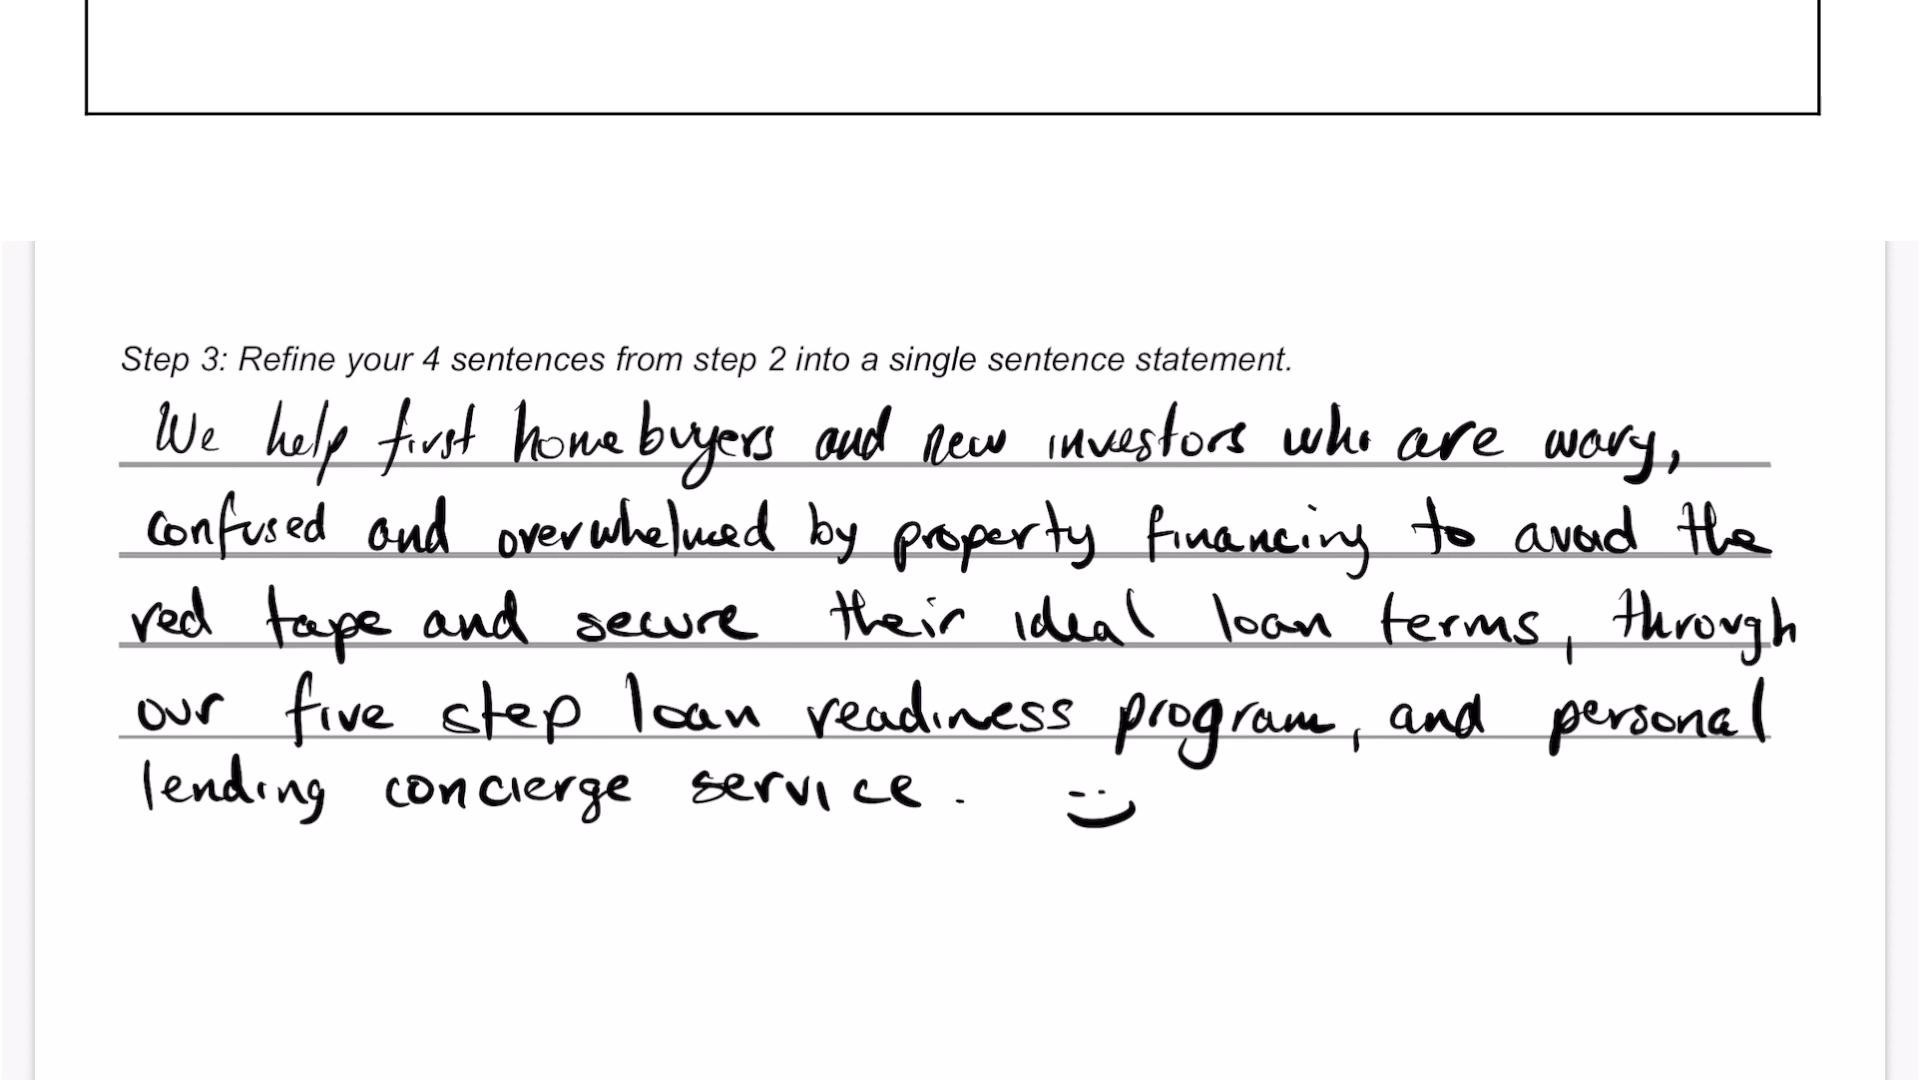 Step 3: Refine your 4 sentences from step 2 into a single sentence statement.
We help first home buyers and new investors who are wary,
confused and overwhelmed by property financing to avoid the
red tape and secure their ideal loan terms, through
our five step loan readiness program, and personal
lending concierge service.